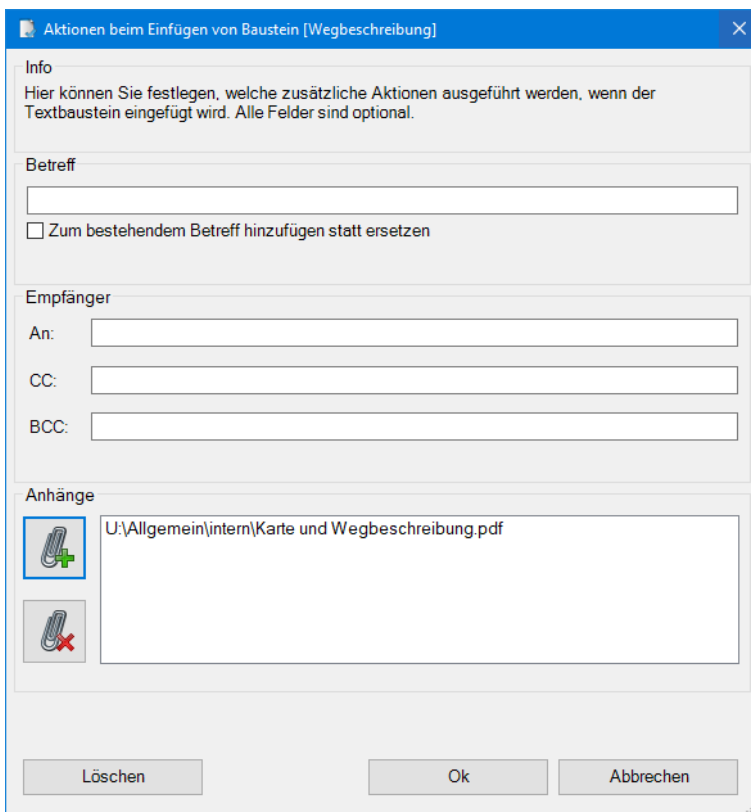 Aktionen beim Einfügen von Baustein [Wegbeschreibung]
Info
Hier können Sie festlegen, welche zusätzliche Aktionen ausgeführt werden, wenn der
Textbaustein eingefügt wird. Alle Felder sind optional.
Betreff
Zum bestehendem Betreff hinzufügen statt ersetzen
Empfänger
An:
CC:
BCC:
Anhänge
U:\Allgemein\intern\Karte und Wegbeschreibung.pdf
Löschen
Ok
Abbrechen